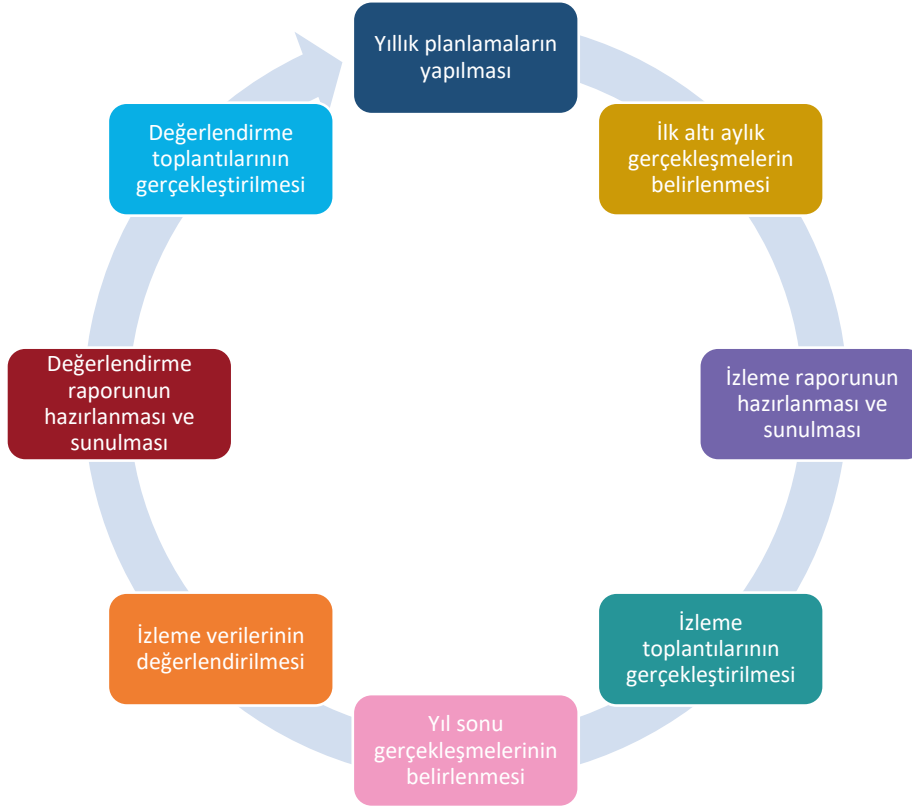 Yıllık planlamaların
yapılması
İlk altı aylık
gerçekleşmelerin
belirlenmesi
İzleme raporunun
hazırlanması ve
sunulması
İzleme
toplantılarının
gerçekleştirilmesi
Yıl sonu
gerçekleşmelerinin
belirlenmesi
İzleme verilerinin
değerlendirilmesi
Değerlendirme
raporunun
hazırlanması ve
sunulması
Değerlendirme
toplantılarının
gerçekleştirilmesi